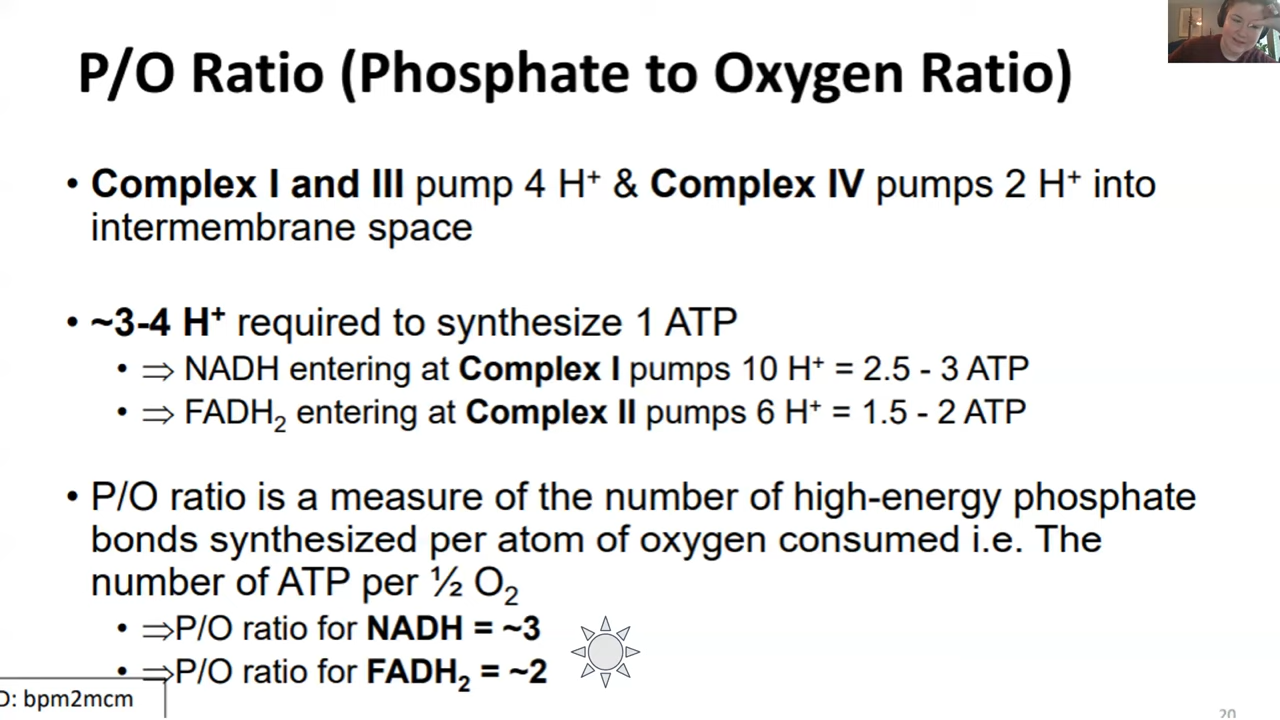 P/O Ratio (Phosphate to Oxygen Ratio)
• Complex I and III pump 4 H⁺ & Complex IV pumps 2 H⁺ into
intermembrane space
• ~3-4 H⁺ required to synthesize 1 ATP
• ⇒ NADH entering at Complex I pumps 10 H⁺ = 2.5 - 3 ATP
• ⇒ FADH₂ entering at Complex II pumps 6 H⁺ = 1.5 - 2 ATP
• P/O ratio is a measure of the number of high-energy phosphate
bonds synthesized per atom of oxygen consumed i.e. The
number of ATP per ½ O₂
• ⇒P/O ratio for NADH = ~3
• ⇒P/O ratio for FADH₂ = ~2
D: bpm2mcm
20